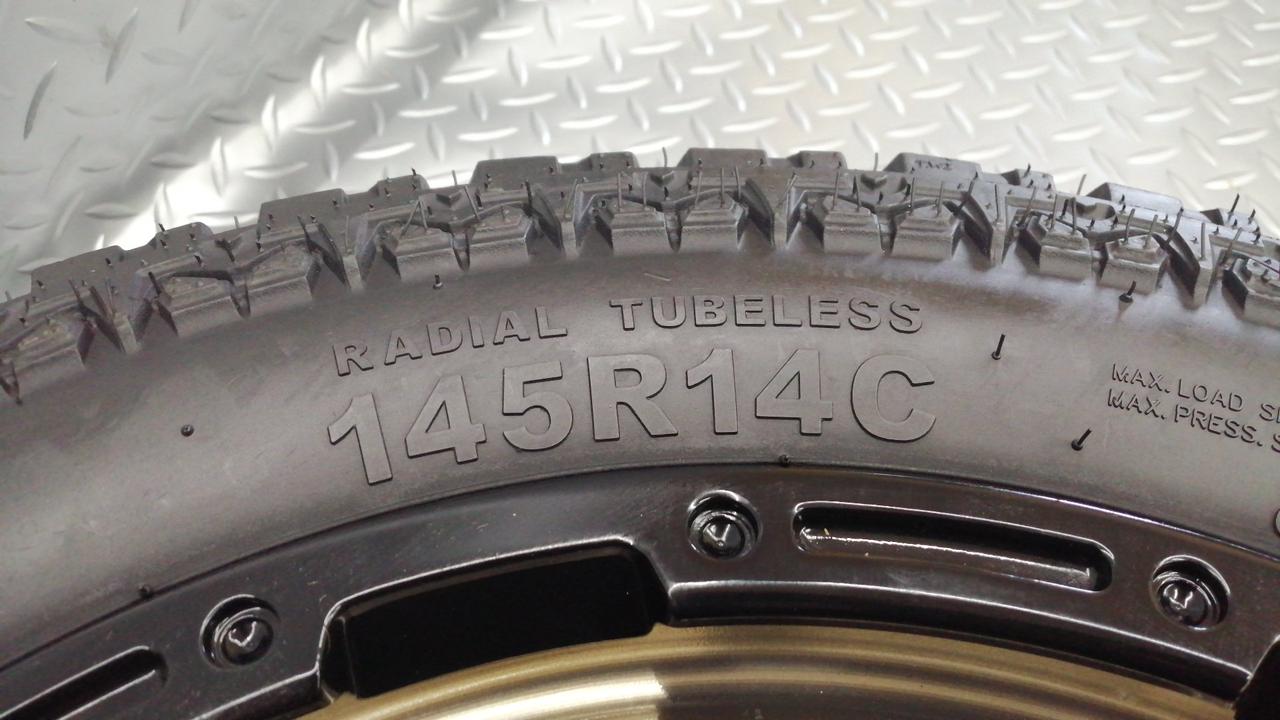 RADIAL TUBELESS
145R14C
MAX. LOAD
MAX. PRESS.